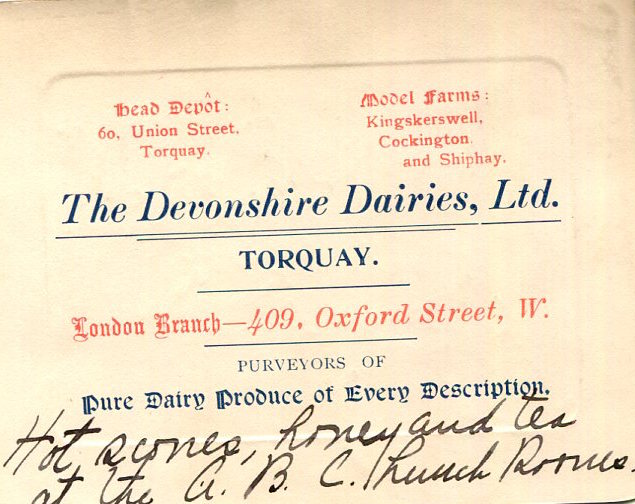 Head Depôt:
60, Union Street,
Torquay.
Model Farms:
Kingskerswell,
Cockington,
and Shiphay.
The Devonshire Dairies, Ltd.
TORQUAY.
London Branch—409, Oxford Street, W.
PURVEYORS OF
Pure Dairy Produce of Every Description.
Hot scones, honey and tea
at the A. B. C. Lunch Rooms.